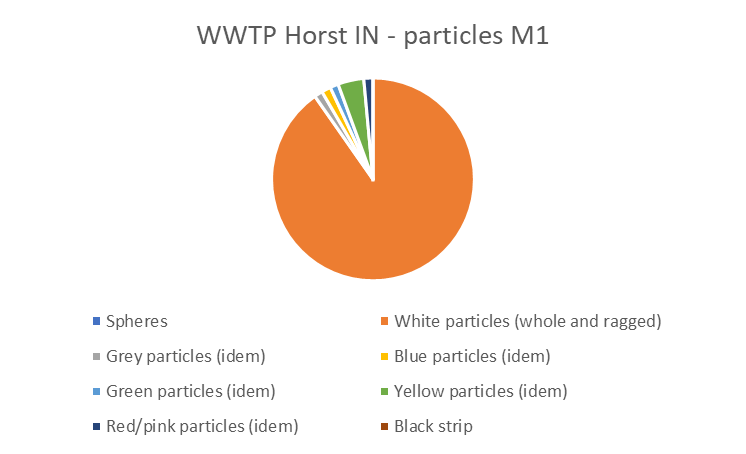 WWTP Horst IN - particles M1
Spheres
White particles (whole and ragged)
Grey particles (idem)
Blue particles (idem)
Green particles (idem)
Yellow particles (idem)
Red/pink particles (idem)
Black strip